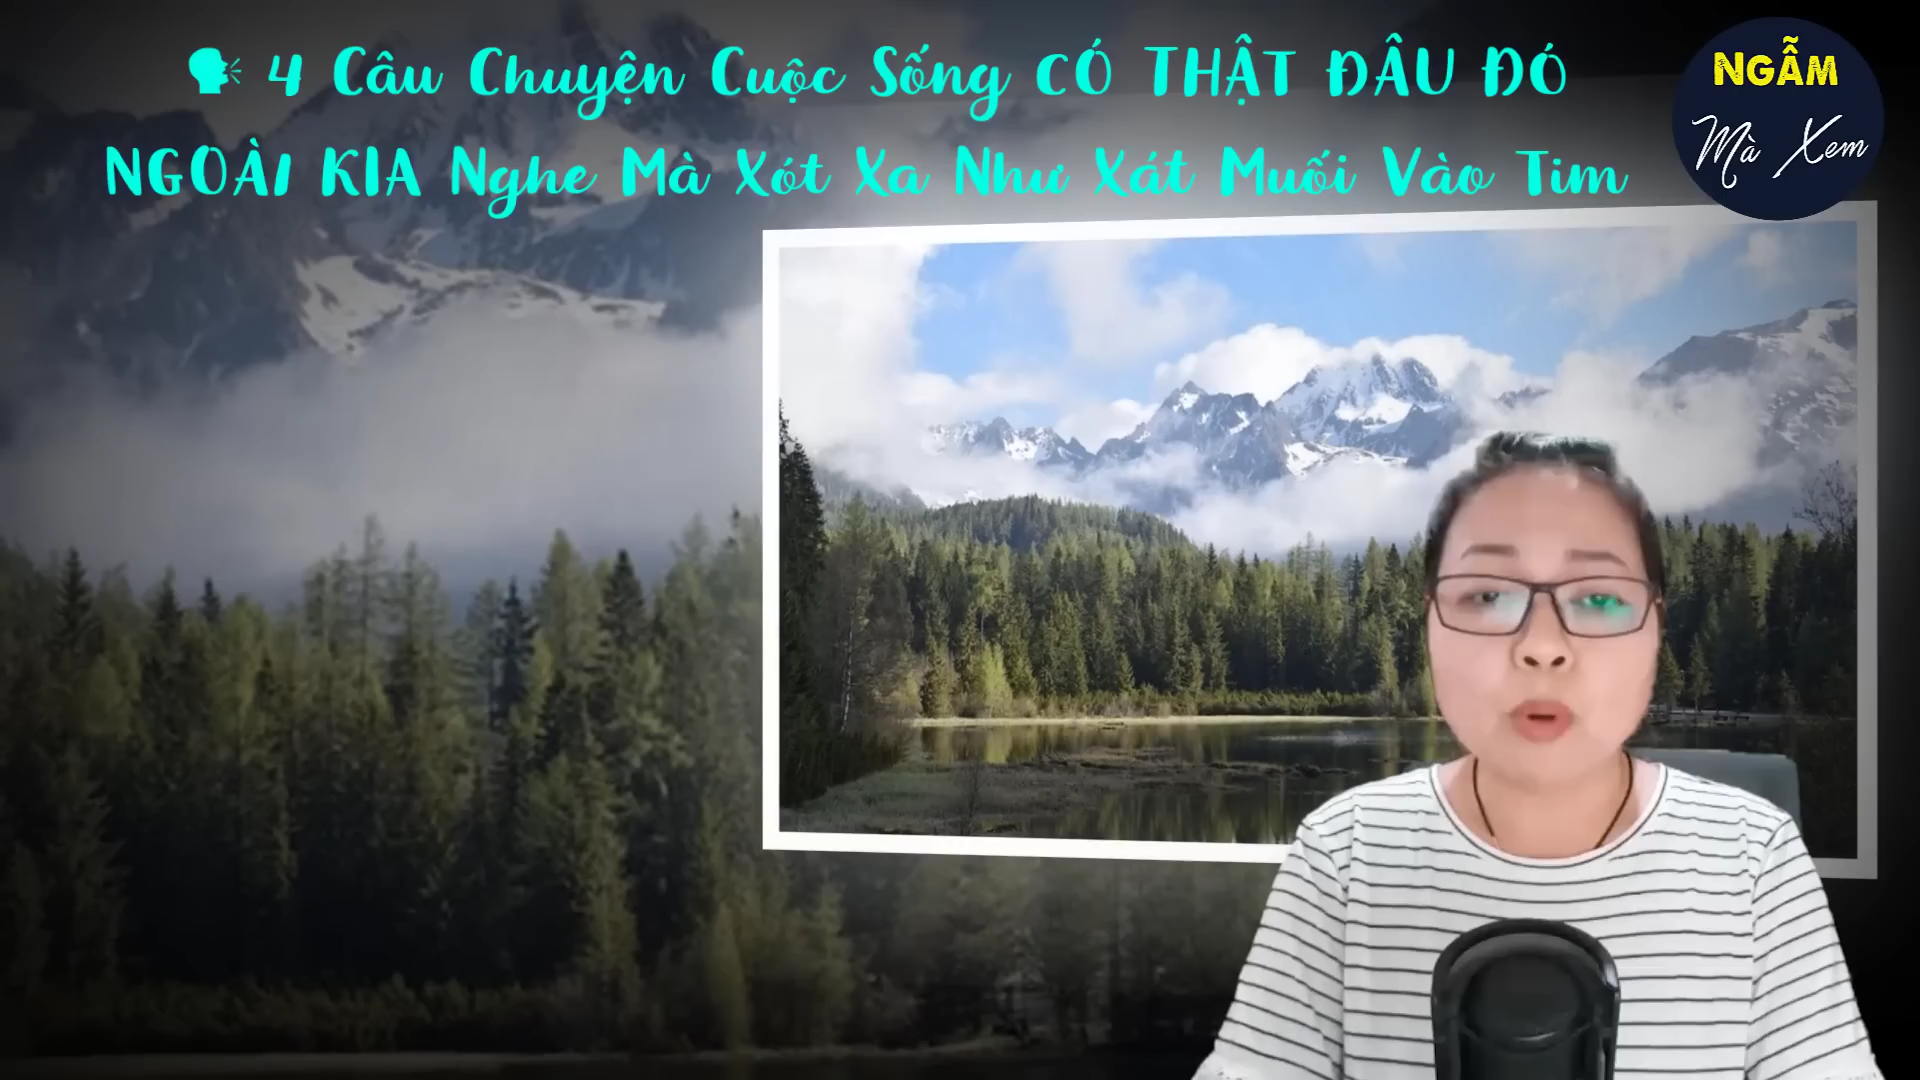 🗣 4 Câu Chuyện Cuộc Sống CÓ THẬT ĐÂU ĐÓ
NGOÀI KIA Nghe Mà Xót Xa Như Xát Muối Vào Tim
NGẪM
Mà Xem